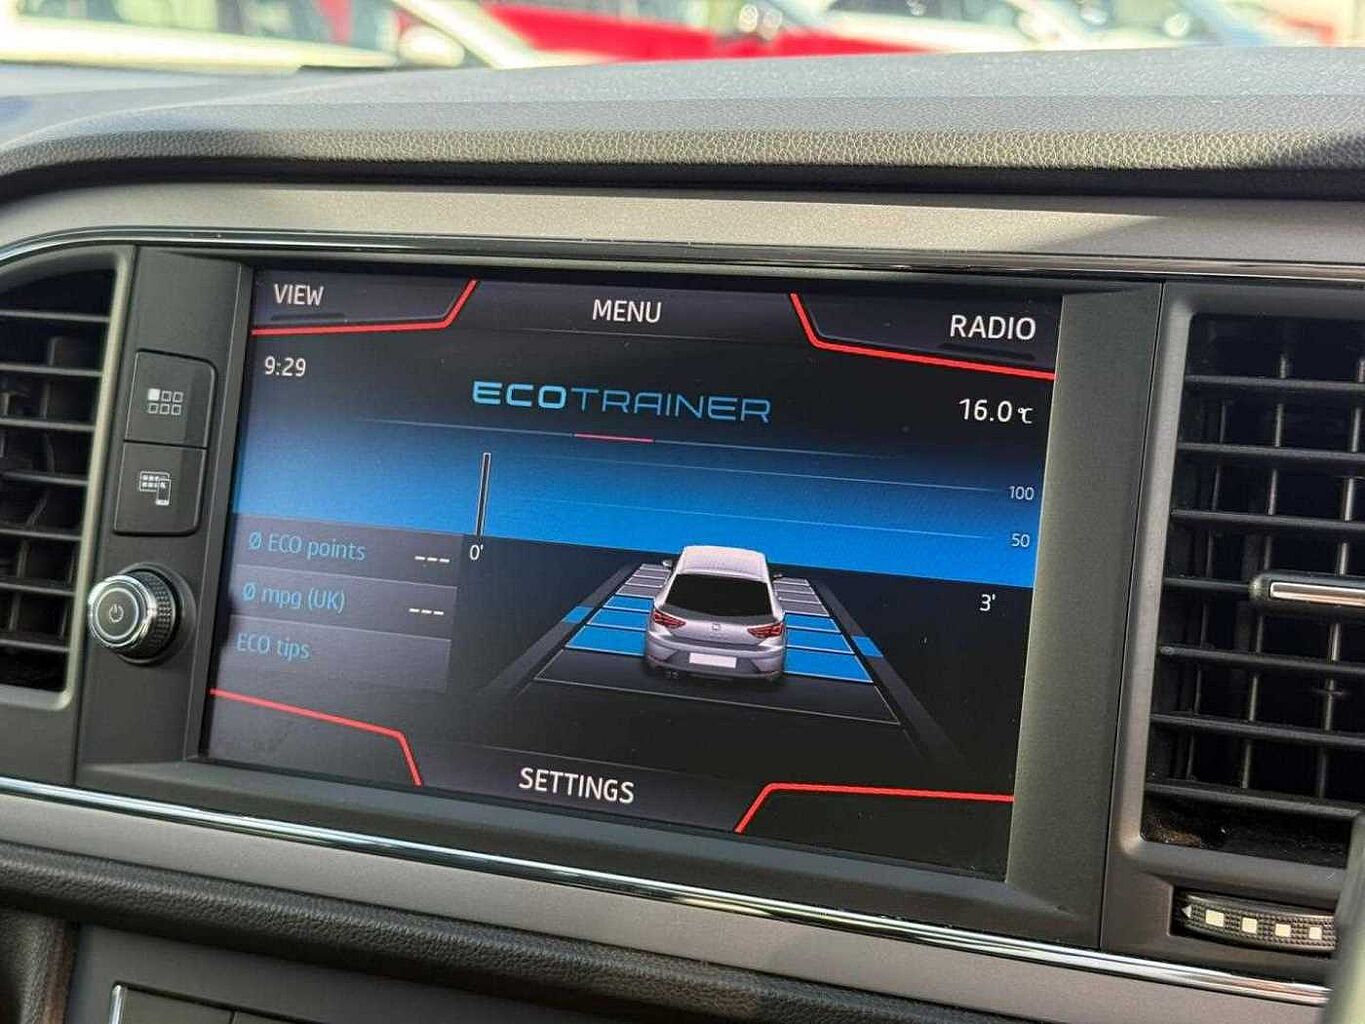 VIEW
MENU
RADIO
9:29
ECOTRAINER
16.0 °C
100
50
Ø ECO points ---
0'
3'
Ø mpg (UK) ---
ECO tips
SETTINGS